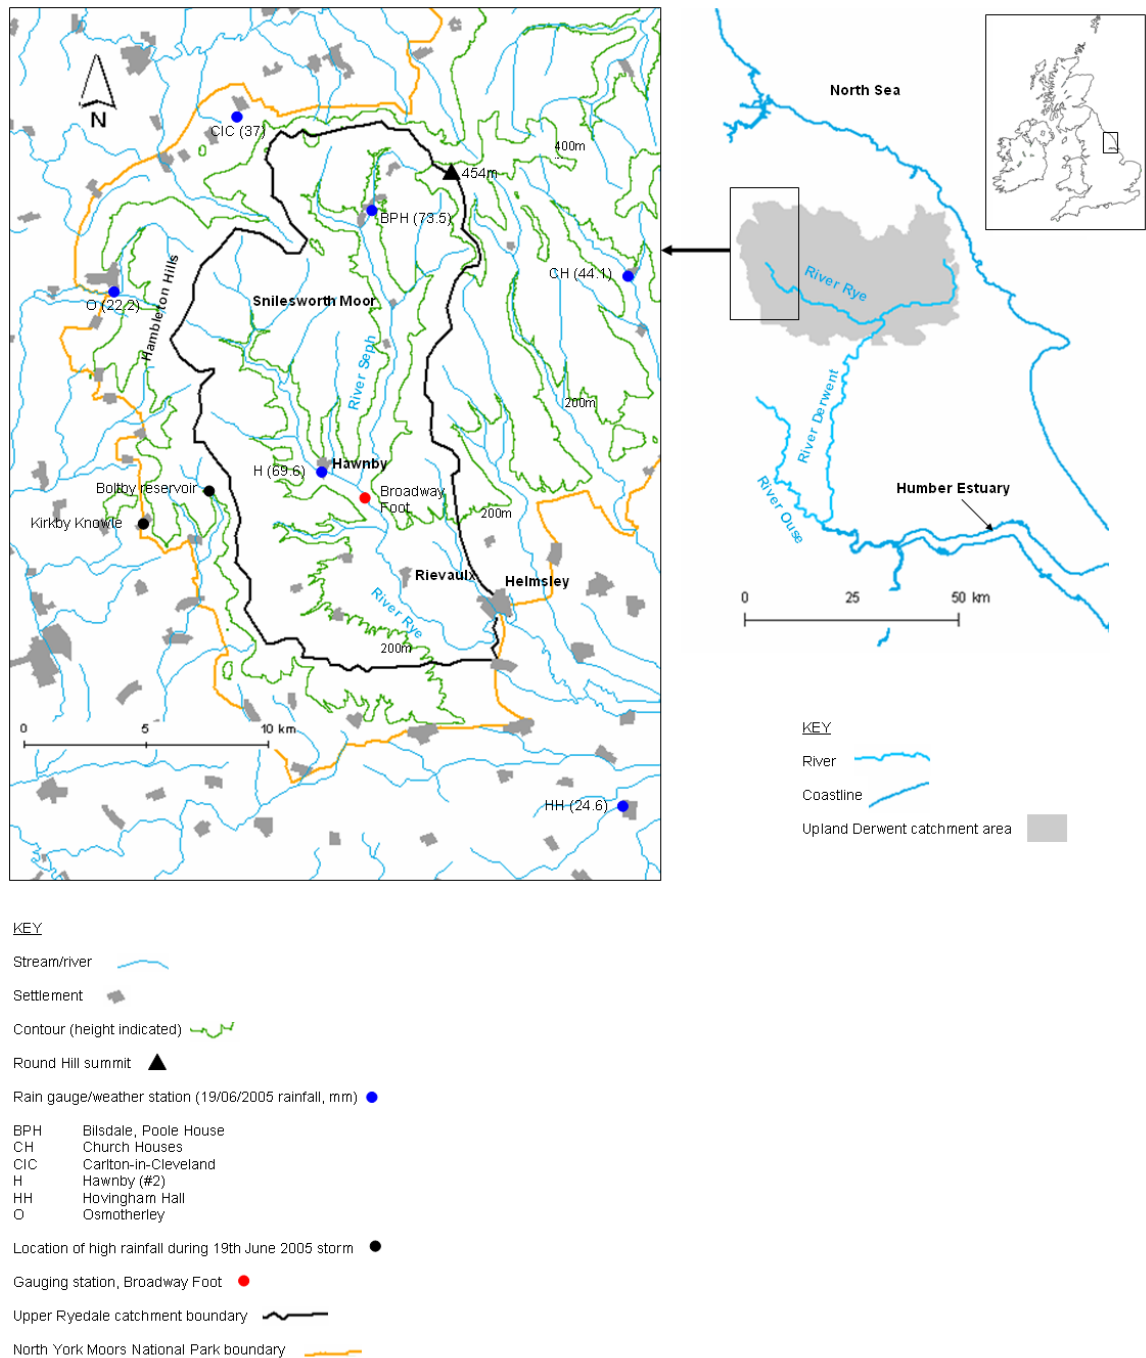 N
CIC (37)
400m
454m
BPH (73.5)
CH (44.1)
O (22.2)
Hambleton Hills
Snilesworth Moor
River Seph
200m
H (69.6)
Hawnby
Boltby reservoir
Broadway
Foot
Kirkby Knowle
200m
Rievaulx
Helmsley
River Rye
200m
0 5 10 km
HH (24.6)
North Sea
River Rye
River Derwent
River Ouse
Humber Estuary
0 25 50 km
KEY
River
Coastline
Upland Derwent catchment area
KEY
Stream/river
Settlement
Contour (height indicated)
Round Hill summit
Rain gauge/weather station (19/06/2005 rainfall, mm)
BPH Bilsdale, Poole House
CH Church Houses
CIC Carlton-in-Cleveland
H Hawnby (#2)
HH Hovingham Hall
O Osmotherley
Location of high rainfall during 19th June 2005 storm
Gauging station, Broadway Foot
Upper Ryedale catchment boundary
North York Moors National Park boundary